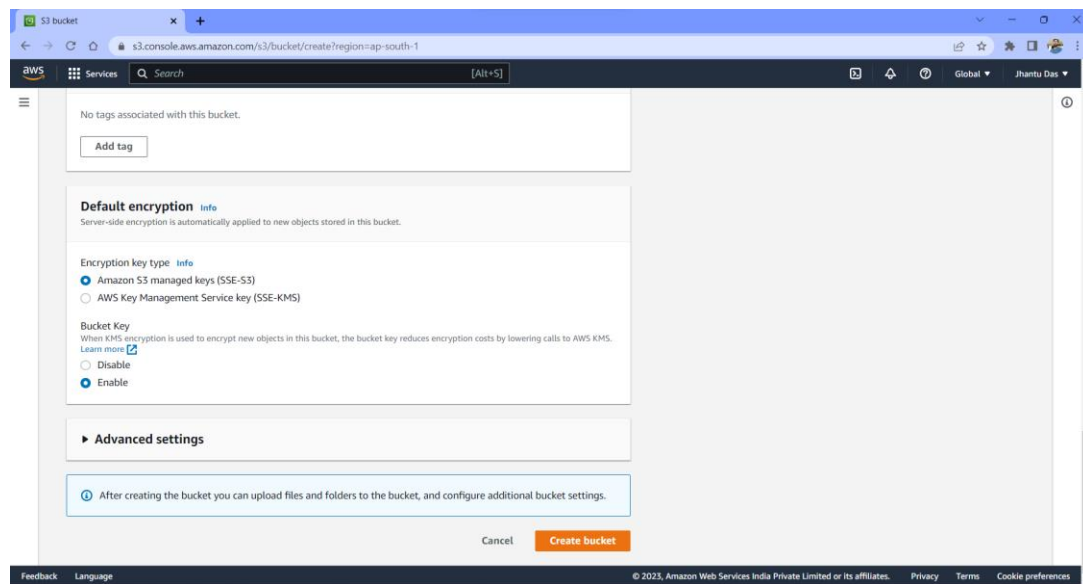 S3 bucket
s3.console.aws.amazon.com/s3/bucket/create?region=ap-south-1
aws Services Search [Alt+S] Global Jhantu Das
No tags associated with this bucket.
Add tag
Default encryption Info
Server-side encryption is automatically applied to new objects stored in this bucket.
Encryption key type Info
Amazon S3 managed keys (SSE-S3)
AWS Key Management Service key (SSE-KMS)
Bucket Key
When KMS encryption is used to encrypt new objects in this bucket, the bucket key reduces encryption costs by lowering calls to AWS KMS.
Learn more
Disable
Enable
Advanced settings
After creating the bucket you can upload files and folders to the bucket, and configure additional bucket settings.
Cancel Create bucket
Feedback Language © 2023, Amazon Web Services India Private Limited or its affiliates. Privacy Terms Cookie preferences